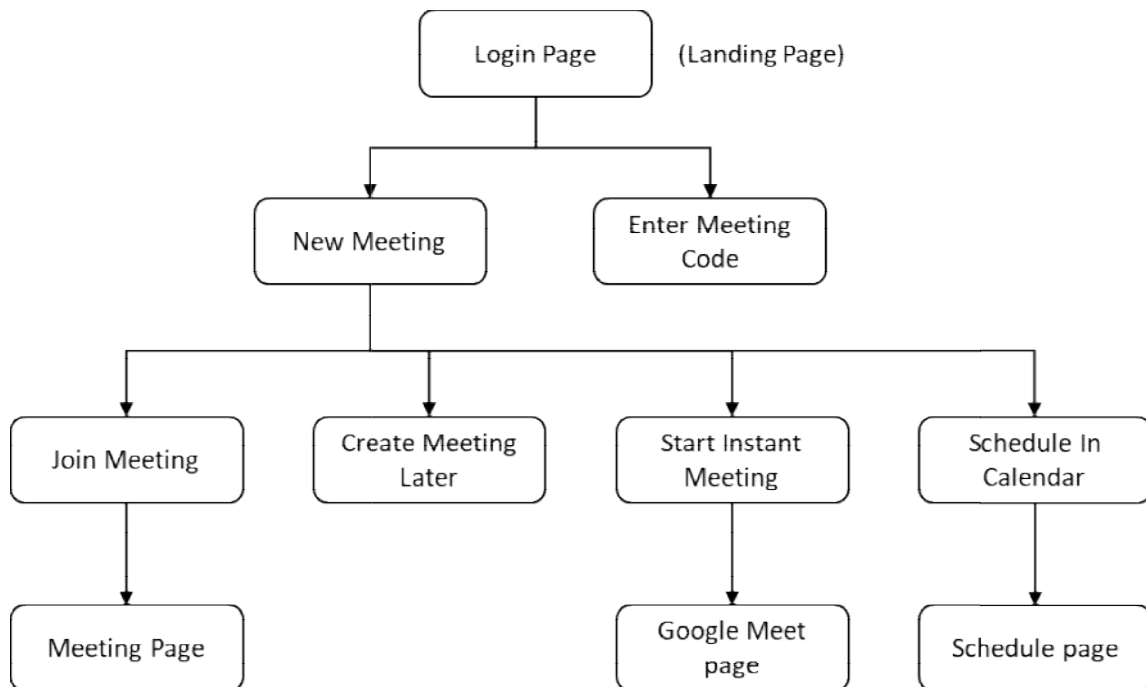 Login Page
(Landing Page)
New Meeting
Enter Meeting
Code
Join Meeting
Create Meeting
Later
Start Instant
Meeting
Schedule In
Calendar
Meeting Page
Google Meet
page
Schedule page